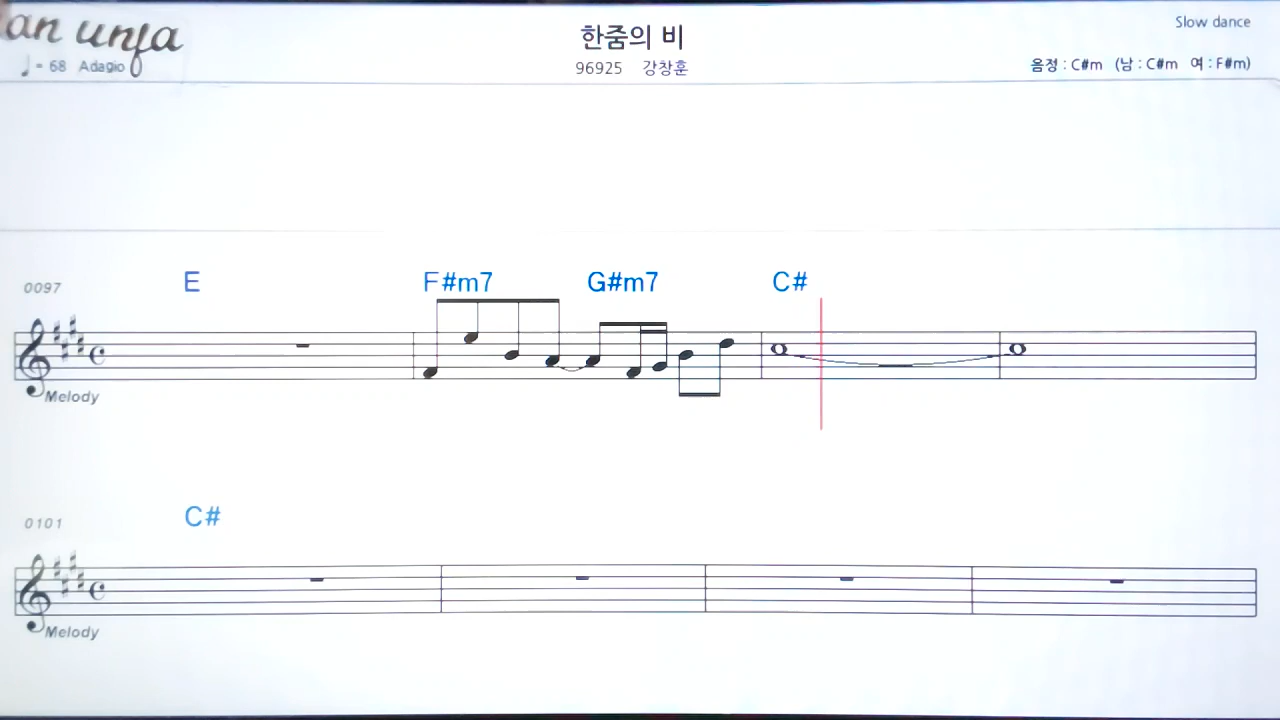 an unfa
♩ = 68 Adagio
한줌의 비
96925 강창훈
Slow dance
음정 : C#m (남 : C#m 여 : F#m)
0097
E F#m7 G#m7 C#
Melody
0101
C#
Melody